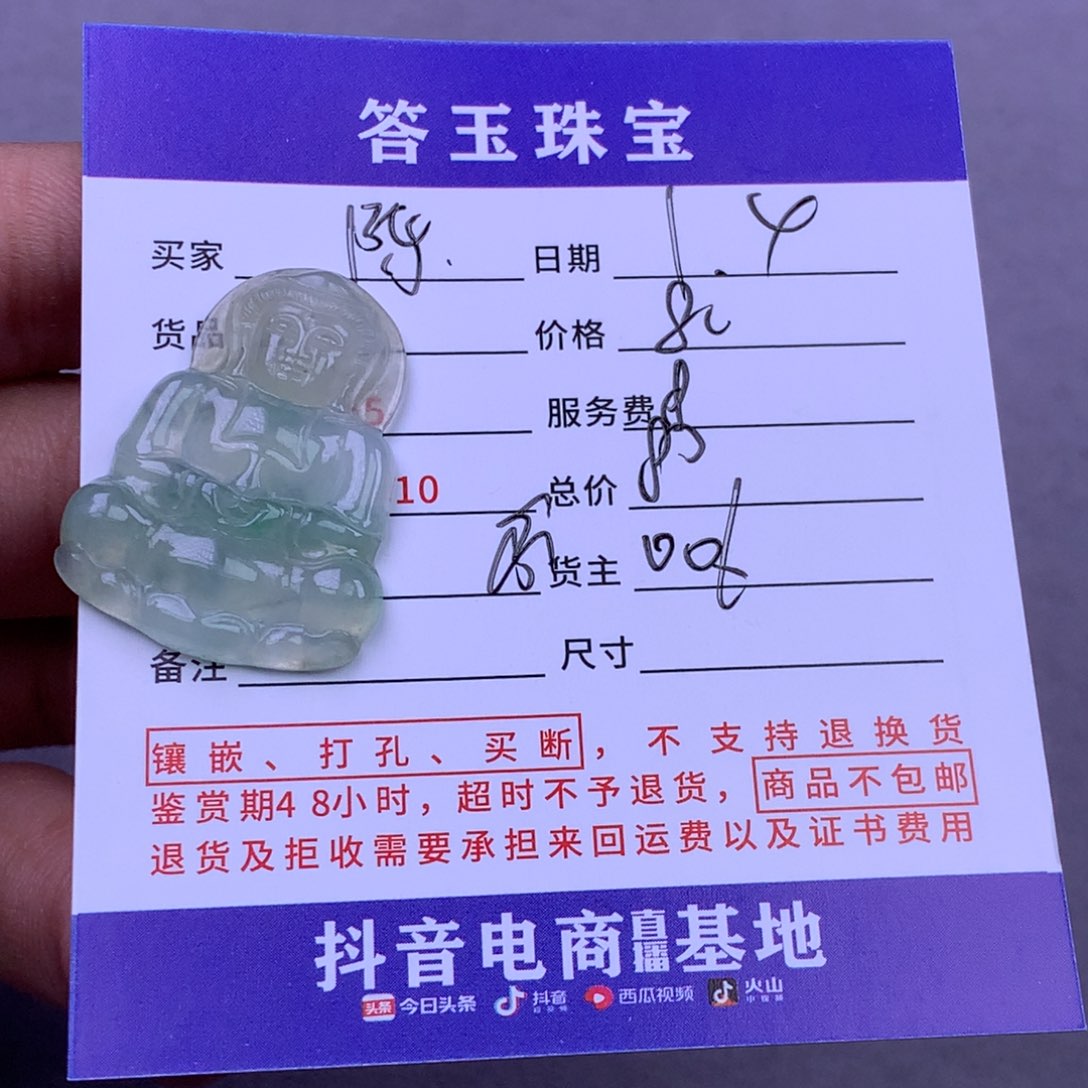 答玉珠宝
买家 日期 1.4
货品 价格
5 服务费
10 总价
货主
备注 尺寸
镶嵌、打孔、买断，不支持退换货
鉴赏期48小时，超时不予退货，商品不包邮
退货及拒收需要承担来回运费以及证书费用
抖音电商直播基地
头条 今日头条 抖音 西瓜视频 火山